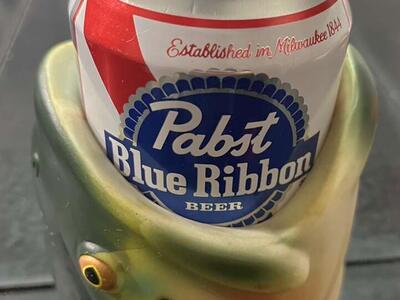 Established in Milwaukee 1844
Pabst
Blue Ribbon
BEER